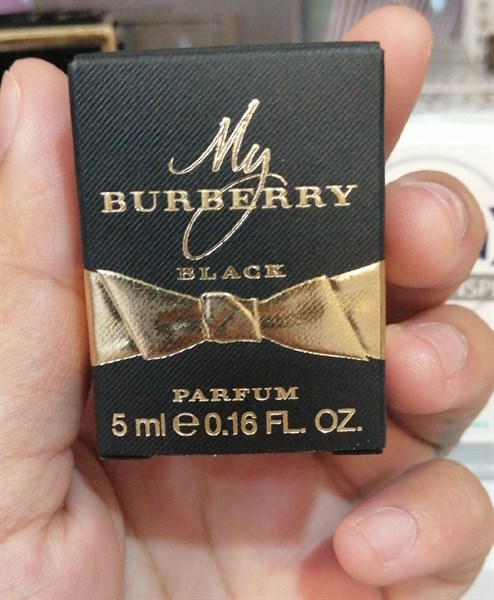 My
BURBERRY
BLACK
PARFUM
5 ml ℮ 0.16 FL. OZ.